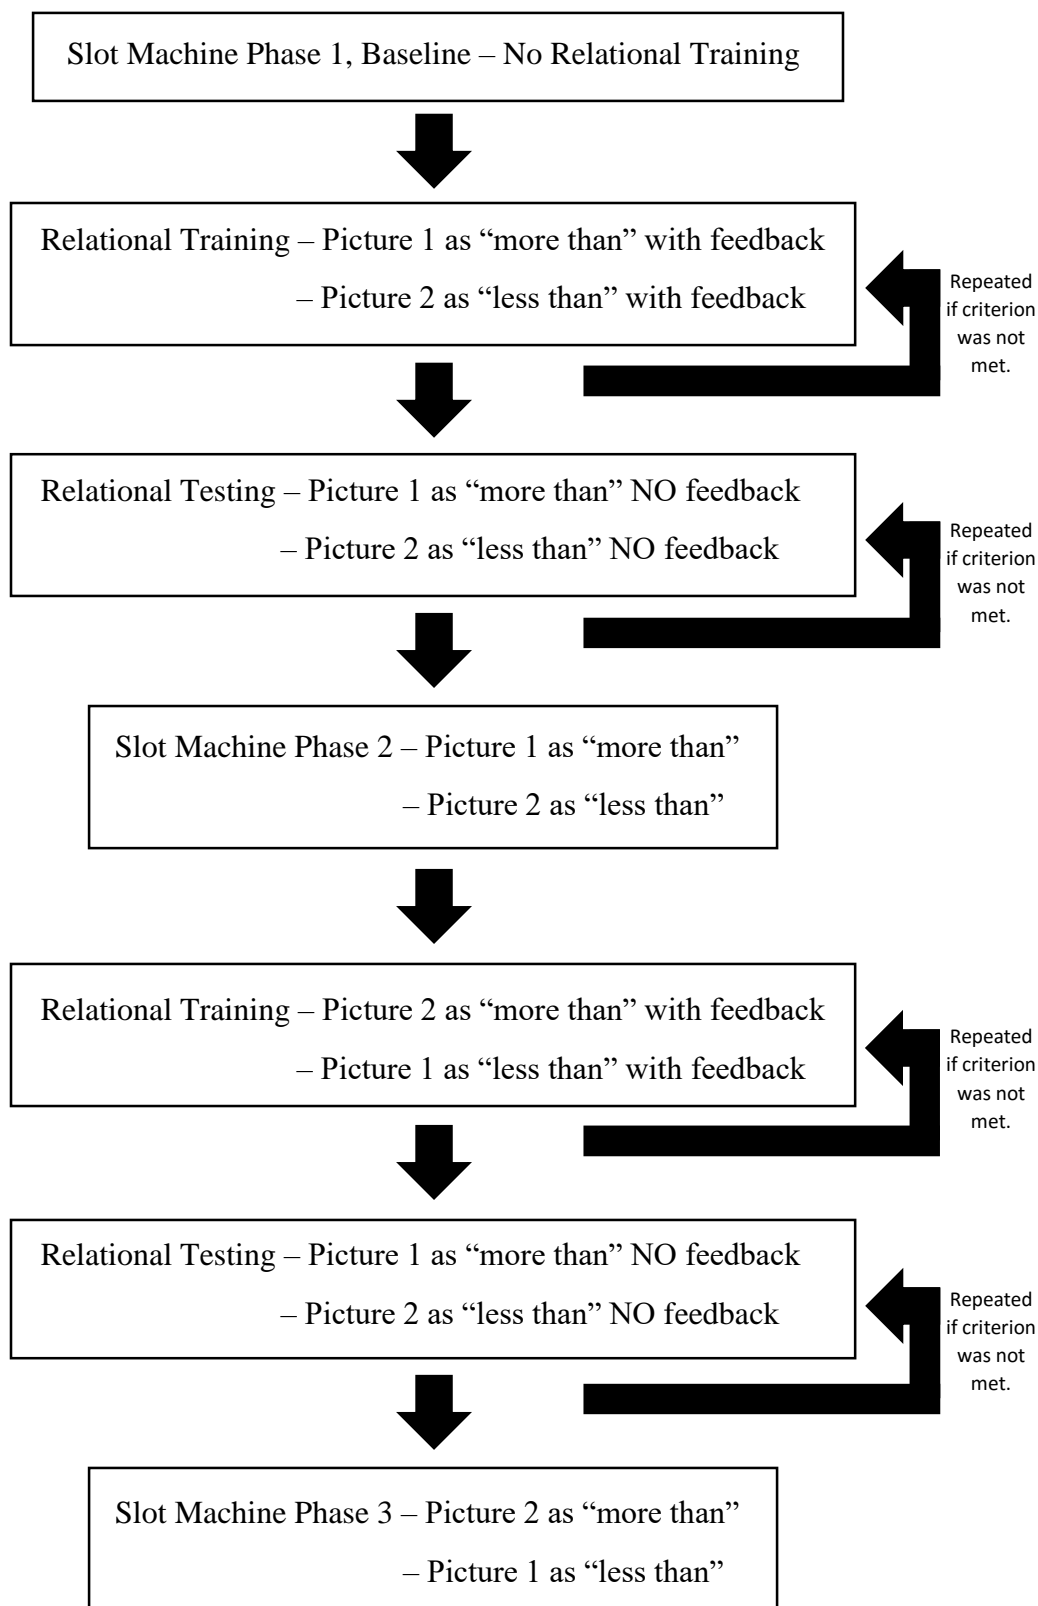 Slot Machine Phase 1, Baseline – No Relational Training
Relational Training – Picture 1 as “more than” with feedback
– Picture 2 as “less than” with feedback
Repeated
if criterion
was not
met.
Relational Testing – Picture 1 as “more than” NO feedback
– Picture 2 as “less than” NO feedback
Repeated
if criterion
was not
met.
Slot Machine Phase 2 – Picture 1 as “more than”
– Picture 2 as “less than”
Relational Training – Picture 2 as “more than” with feedback
– Picture 1 as “less than” with feedback
Repeated
if criterion
was not
met.
Relational Testing – Picture 1 as “more than” NO feedback
– Picture 2 as “less than” NO feedback
Repeated
if criterion
was not
met.
Slot Machine Phase 3 – Picture 2 as “more than”
– Picture 1 as “less than”